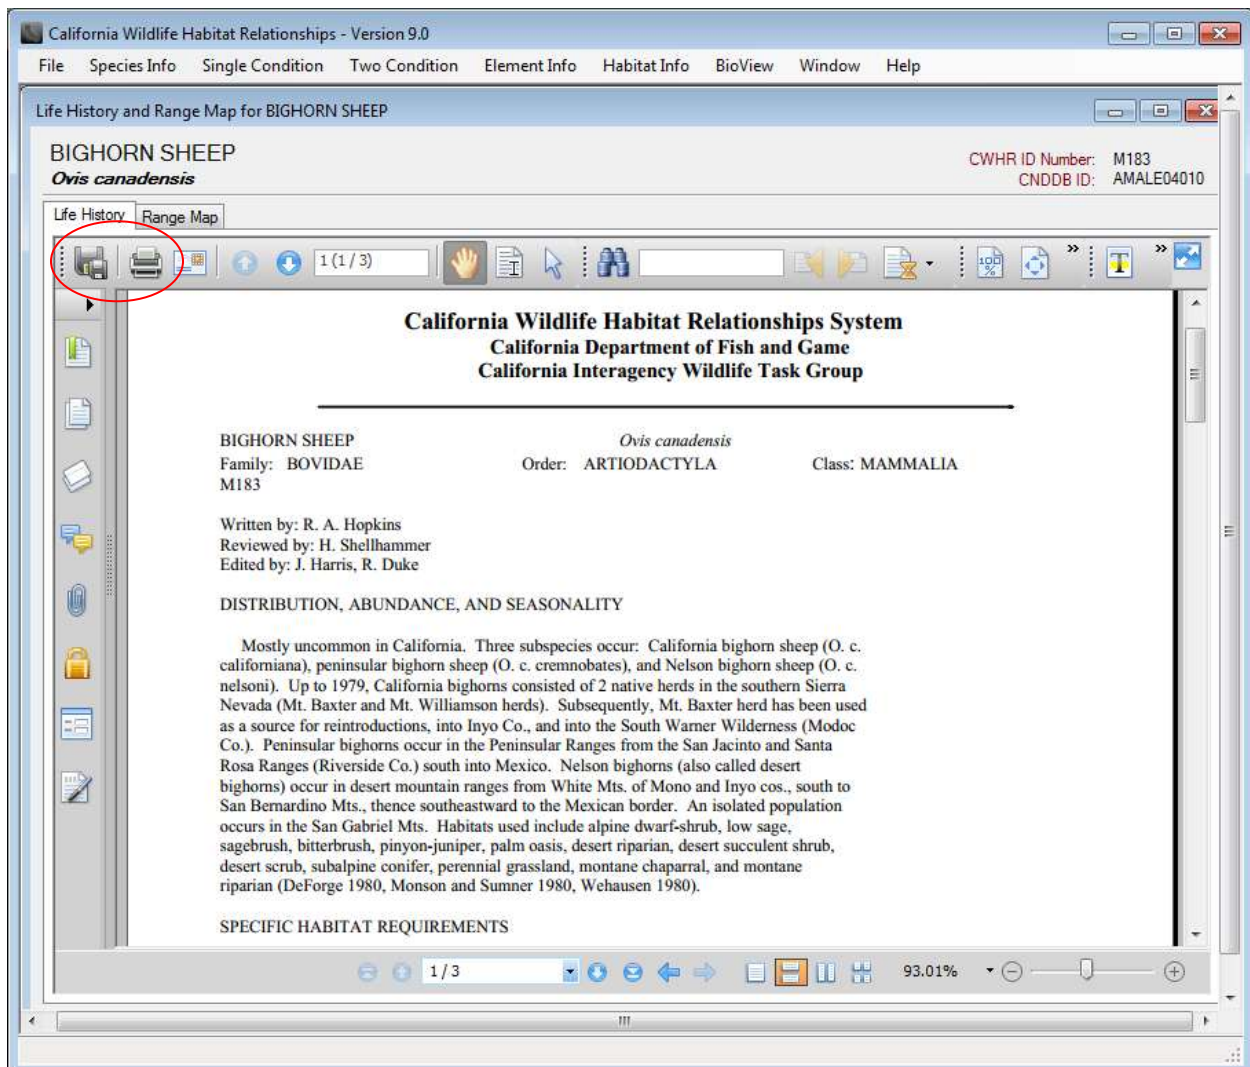 California Wildlife Habitat Relationships - Version 9.0
File Species Info Single Condition Two Condition Element Info Habitat Info BioView Window Help
Life History and Range Map for BIGHORN SHEEP
BIGHORN SHEEP
Ovis canadensis
CWHR ID Number: M183
CNDDB ID: AMALE04010
Life History Range Map
1 (1 / 3)
100%
T
California Wildlife Habitat Relationships System
California Department of Fish and Game
California Interagency Wildlife Task Group
BIGHORN SHEEP Ovis canadensis
Family: BOVIDAE Order: ARTIODACTYLA Class: MAMMALIA
M183
Written by: R. A. Hopkins
Reviewed by: H. Shellhammer
Edited by: J. Harris, R. Duke
DISTRIBUTION, ABUNDANCE, AND SEASONALITY
Mostly uncommon in California. Three subspecies occur: California bighorn sheep (O. c.
californiana), peninsular bighorn sheep (O. c. cremnobates), and Nelson bighorn sheep (O. c.
nelsoni). Up to 1979, California bighorns consisted of 2 native herds in the southern Sierra
Nevada (Mt. Baxter and Mt. Williamson herds). Subsequently, Mt. Baxter herd has been used
as a source for reintroductions, into Inyo Co., and into the South Warner Wilderness (Modoc
Co.). Peninsular bighorns occur in the Peninsular Ranges from the San Jacinto and Santa
Rosa Ranges (Riverside Co.) south into Mexico. Nelson bighorns (also called desert
bighorns) occur in desert mountain ranges from White Mts. of Mono and Inyo cos., south to
San Bernardino Mts., thence southeastward to the Mexican border. An isolated population
occurs in the San Gabriel Mts. Habitats used include alpine dwarf-shrub, low sage,
sagebrush, bitterbrush, pinyon-juniper, palm oasis, desert riparian, desert succulent shrub,
desert scrub, subalpine conifer, perennial grassland, montane chaparral, and montane
riparian (DeForge 1980, Monson and Sumner 1980, Wehausen 1980).
SPECIFIC HABITAT REQUIREMENTS
1/3 93.01%